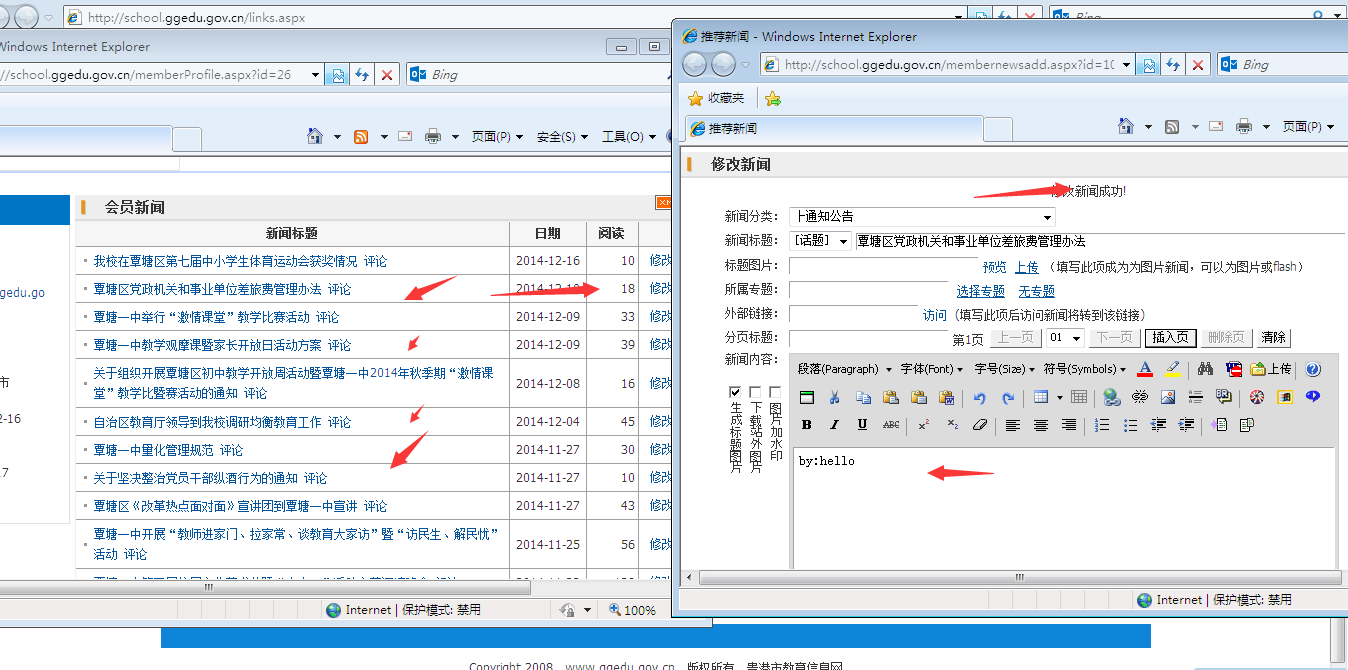 http://school.ggedu.gov.cn/links.aspx
Bing
Windows Internet Explorer
//school.ggedu.gov.cn/memberProfile.aspx?id=26
Bing
页面(P) 安全(S) 工具(O)
会员新闻
新闻标题 日期 阅读
我校在覃塘区第七届中小学生体育运动会获奖情况 评论 2014-12-16 10 修改
覃塘区党政机关和事业单位差旅费管理办法 评论 18 修改
覃塘一中举行“激情课堂”教学比赛活动 评论 2014-12-09 33 修改
覃塘一中教学观摩课暨家长开放日活动方案 评论 2014-12-09 39 修改
关于组织开展覃塘区初中教学开放周活动暨覃塘一中2014年秋季期“激情课
堂”教学比暨赛活动的通知 评论 2014-12-08 16 修改
自治区教育厅领导到我校调研均衡教育工作 评论 2014-12-04 45 修改
覃塘一中量化管理规范 评论 2014-11-27 30 修改
关于坚决整治党员干部纵酒行为的通知 评论 2014-11-27 10 修改
覃塘区《改革热点面对面》宣讲团到覃塘一中宣讲 评论 2014-11-27 43 修改
覃塘一中开展“教师进家门、拉家常、谈教育大家访”暨“访民生、解民忧”
活动 评论 2014-11-25 56 修改
gedu.go
市
-16
7
Internet | 保护模式: 禁用
100%
Copyright 2008 www.ggedu.gov.cn 版权所有 贵港市教育信息网
推荐新闻 - Windows Internet Explorer
http://school.ggedu.gov.cn/membernewsadd.aspx?id=10
Bing
收藏夹
推荐新闻
页面(P)
修改新闻
修改新闻成功!
新闻分类: ├通知公告
新闻标题: [话题] 覃塘区党政机关和事业单位差旅费管理办法
标题图片: 预览 上传 (填写此项成为为图片新闻，可以为图片或flash)
所属专题: 选择专题 无专题
外部链接: 访问 (填写此项后访问新闻将转到该链接)
分页标题: 第1页 上一页 01 下一页 插入页 删除页 清除
新闻内容:
段落(Paragraph) 字体(Font) 字号(Size) 符号(Symbols) 上传
生成标题图片
下载站外图片
图片加水印
B I U ABC
by:hello
Internet | 保护模式: 禁用